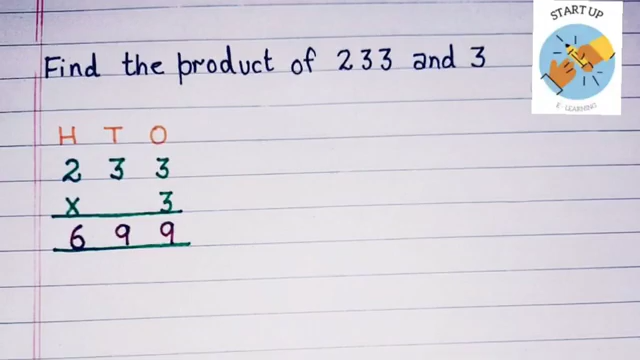 START UP
E-LEARNING
Find the product of 233 and 3
H T O
2 3 3
x 3
6 9 9